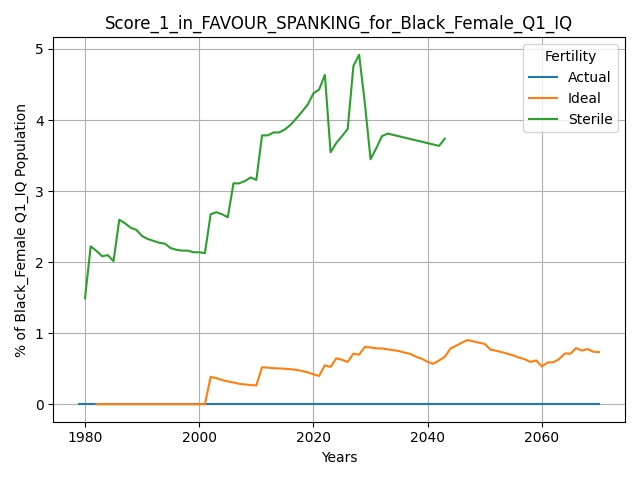 Score_1_in_FAVOUR_SPANKING_for_Black_Female_Q1_IQ
% of Black_Female Q1_IQ Population
5
4
3
2
1
0
1980
2000
2020
2040
2060
Years
Fertility
Actual
Ideal
Sterile